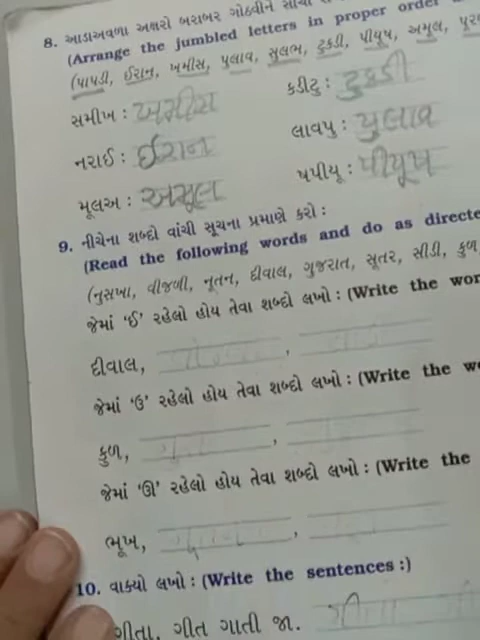 8. આડાઅવળા અક્ષરો બરાબર ગોઠવીને સાચા
(Arrange the jumbled letters in proper order
(પાપડી, ઈરાન, ખમીસ, પુલાવ, સુલભ, ટુકડી, પીયૂષ, અમૂલ,
સમીખ : ખમીસ કડીટુ : ટુકડી
નરાઈ : ઈરાન લાવપુ : પુલાવ
મૂલઅ : અમૂલ ષપીયૂ : પીયૂષ
9. નીચેના શબ્દો વાંચી સૂચના પ્રમાણે કરો :
(Read the following words and do as directe
(નુસખા, વીજળી, નૂતન, દીવાલ, ગુજરાત, સૂતર, સીડી, કુળ,
જેમાં ‘ઈ’ રહેલો હોય તેવા શબ્દો લખો : (Write the wor
દીવાલ,
જેમાં ‘ઉ’ રહેલો હોય તેવા શબ્દો લખો : (Write the w
કુળ,
જેમાં ‘ઊ’ રહેલો હોય તેવા શબ્દો લખો : (Write the
ભૂખ,
10. વાક્યો લખો : (Write the sentences :)
ગીતા, ગીત ગાતી જા. ગીતા